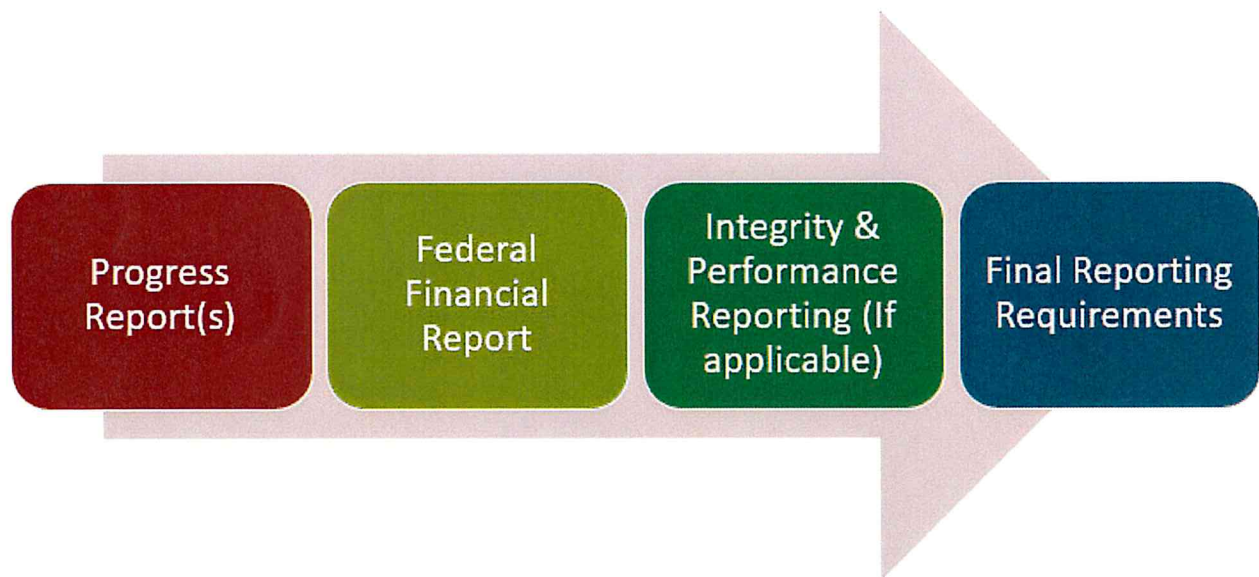 Progress
Report(s)
Federal
Financial
Report
Integrity &
Performance
Reporting (If
applicable)
Final Reporting
Requirements